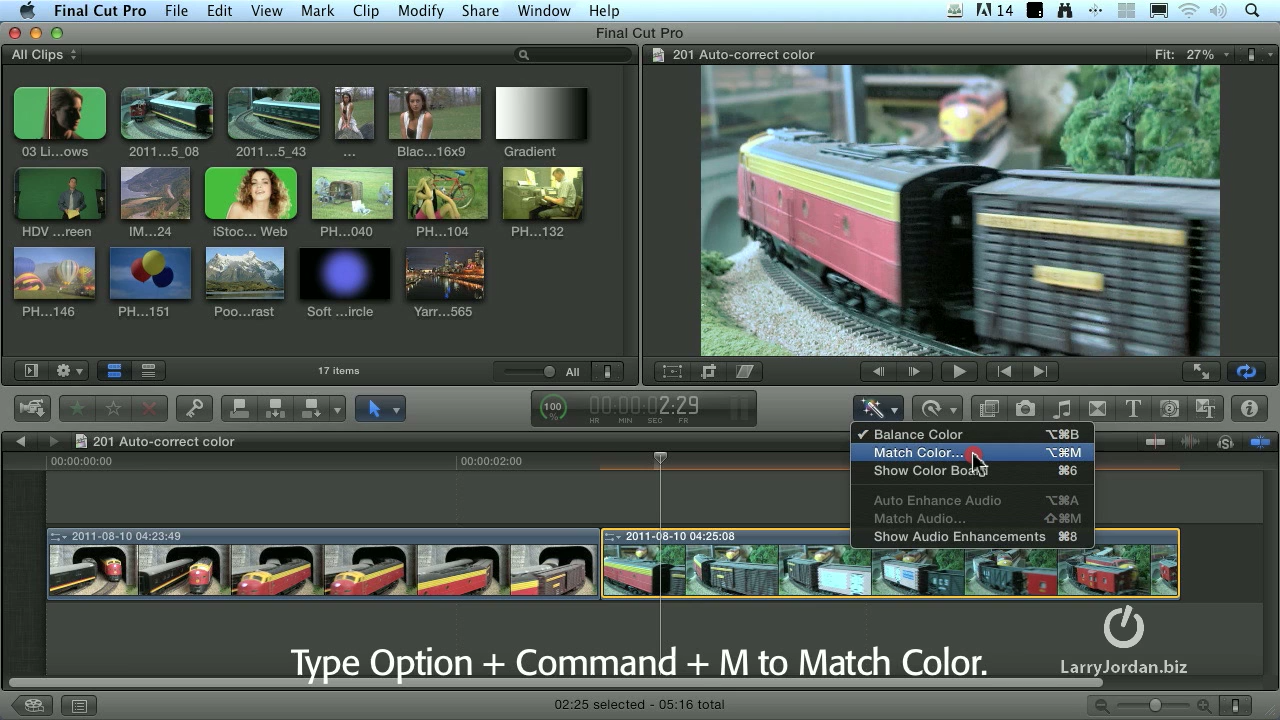 Final Cut Pro File Edit View Mark Clip Modify Share Window Help 14
Final Cut Pro
All Clips
201 Auto-correct color Fit: 27%
03 Li...ows 2011...5_08 2011...5_43 ... Blac...16x9 Gradient
HDV ...reen IM...24 iStoc... Web PH...040 PH...104 PH...132
PH...146 PH...151 Poo...rast Soft ...ircle Yarr...565
17 items All
100 % 00:00:02:29
HR MIN SEC FR
201 Auto-correct color
✓ Balance Color ⌥⌘B
Match Color... ⌥⌘M
Show Color Board ⌘6
Auto Enhance Audio ⌥⌘A
Match Audio... ⇧⌘M
Show Audio Enhancements ⌘8
00:00:00:00 00:00:02:00
2011-08-10 04:23:49 2011-08-10 04:25:08
Type Option + Command + M to Match Color.
LarryJordan.biz
02:25 selected - 05:16 total